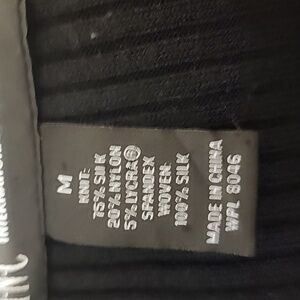 M
KNIT:
75% SILK
20% NYLON
5% LYCRA®
SPANDEX
WOVEN:
100% SILK
MADE IN CHINA
WPL 8046